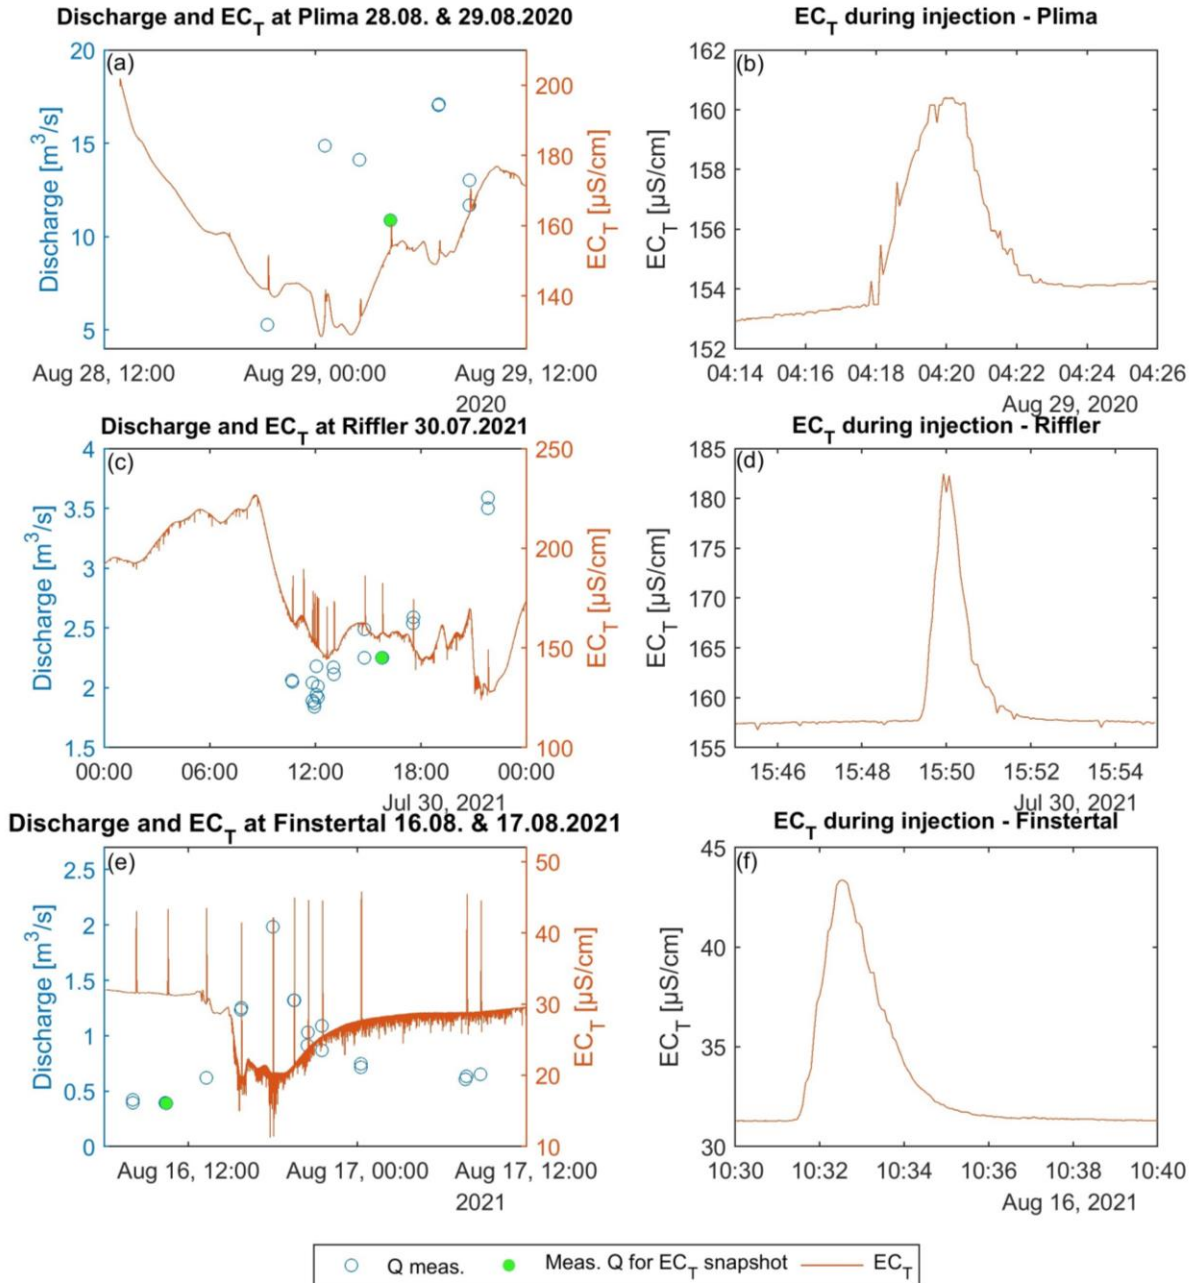 Discharge and EC_T at Plima 28.08. & 29.08.2020
(a)
Discharge [m³/s]
20
15
10
5
EC_T [µS/cm]
200
180
160
140
Aug 28, 12:00 Aug 29, 00:00 Aug 29, 12:00
2020
EC_T during injection - Plima
(b)
EC_T [µS/cm]
162
160
158
156
154
152
04:14 04:16 04:18 04:20 04:22 04:24 04:26
Aug 29, 2020
Discharge and EC_T at Riffler 30.07.2021
(c)
Discharge [m³/s]
4
3.5
3
2.5
2
1.5
EC_T [µS/cm]
250
200
150
100
00:00 06:00 12:00 18:00 00:00
Jul 30, 2021
EC_T during injection - Riffler
(d)
EC_T [µS/cm]
185
180
175
170
165
160
155
15:46 15:48 15:50 15:52 15:54
Jul 30, 2021
Discharge and EC_T at Finstertal 16.08. & 17.08.2021
(e)
Discharge [m³/s]
2.5
2
1.5
1
0.5
0
EC_T [µS/cm]
50
40
30
20
10
Aug 16, 12:00 Aug 17, 00:00 Aug 17, 12:00
2021
EC_T during injection - Finstertal
(f)
EC_T [µS/cm]
45
40
35
30
10:30 10:32 10:34 10:36 10:38 10:40
Aug 16, 2021
Q meas. Meas. Q for EC_T snapshot EC_T